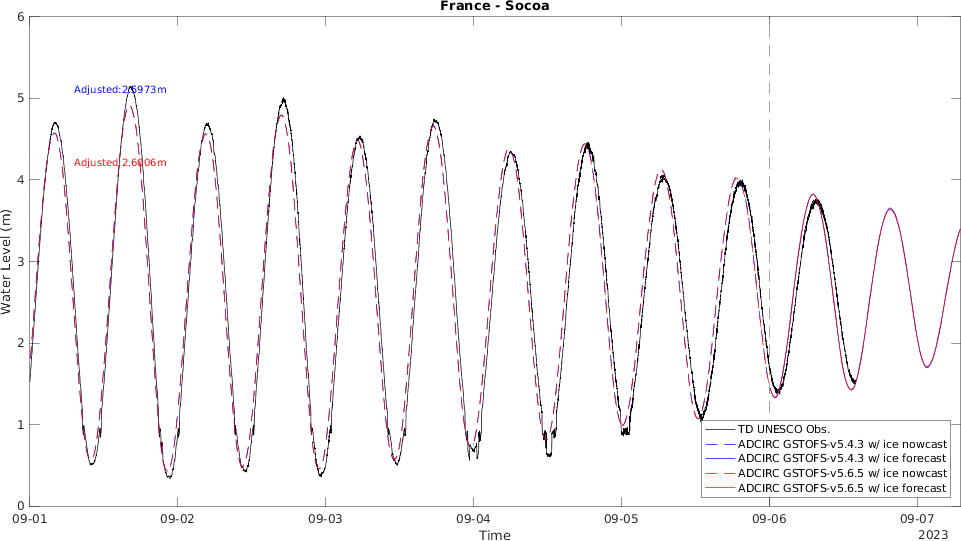 France - Socoa
Water Level (m)
6
5
4
3
2
1
0
Adjusted:2.5973m
Adjusted:2.6006m
TD UNESCO Obs.
ADCIRC GSTOFS-v5.4.3 w/ ice nowcast
ADCIRC GSTOFS-v5.4.3 w/ ice forecast
ADCIRC GSTOFS-v5.6.5 w/ ice nowcast
ADCIRC GSTOFS-v5.6.5 w/ ice forecast
09-01 09-02 09-03 09-04 09-05 09-06 09-07
Time
2023